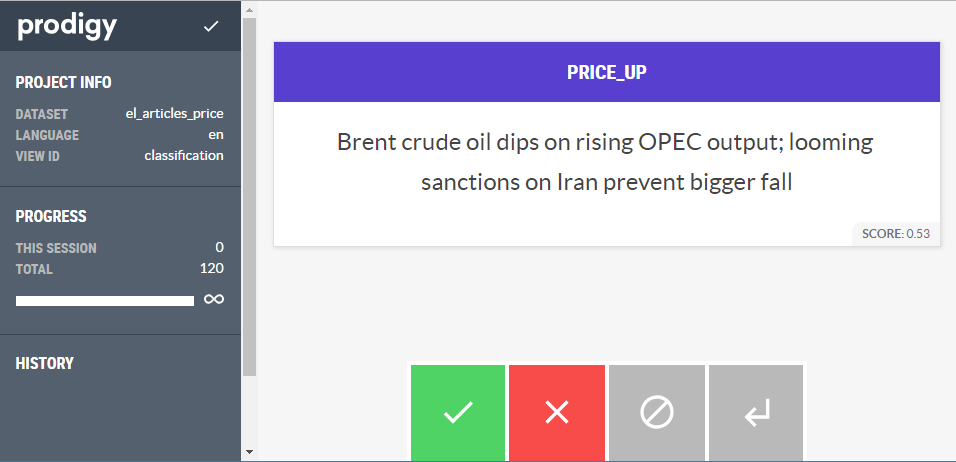 prodigy
PROJECT INFO
DATASET el_articles_price
LANGUAGE en
VIEW ID classification
PROGRESS
THIS SESSION 0
TOTAL 120
∞
HISTORY
PRICE_UP
Brent crude oil dips on rising OPEC output; looming
sanctions on Iran prevent bigger fall
SCORE: 0.53